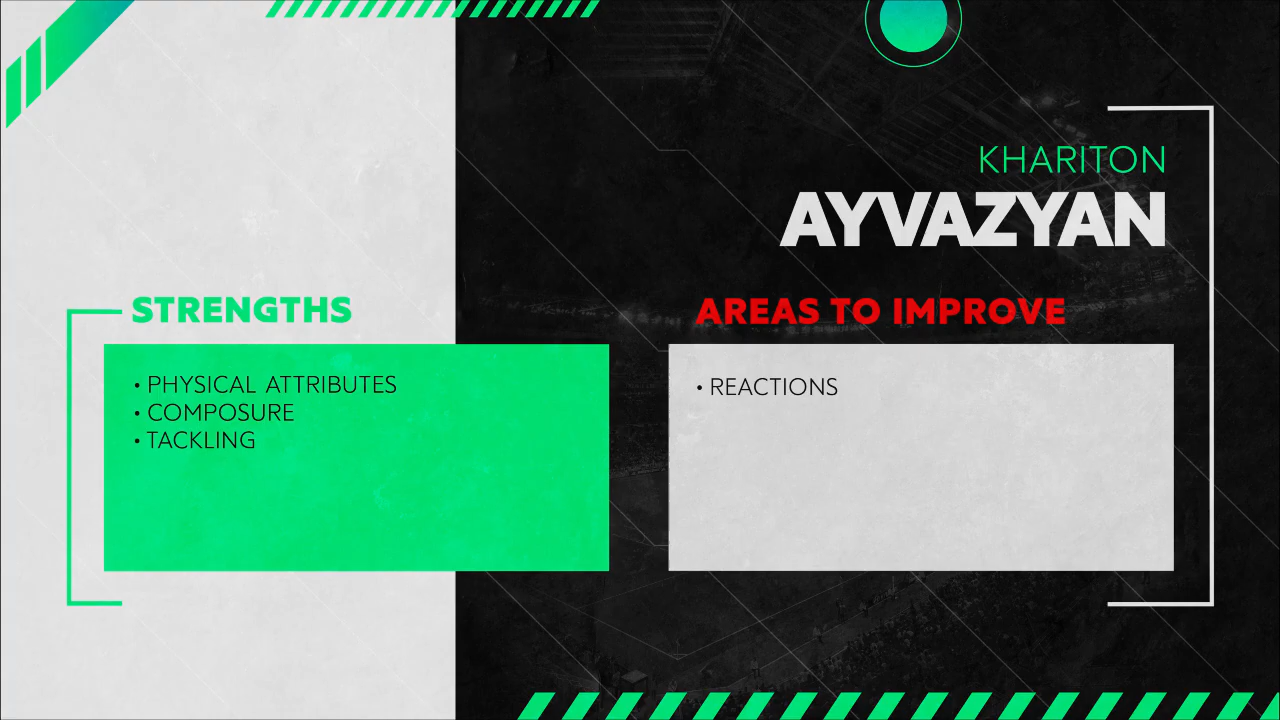 KHARITON
AYVAZYAN
STRENGTHS
• PHYSICAL ATTRIBUTES
• COMPOSURE
• TACKLING
AREAS TO IMPROVE
• REACTIONS